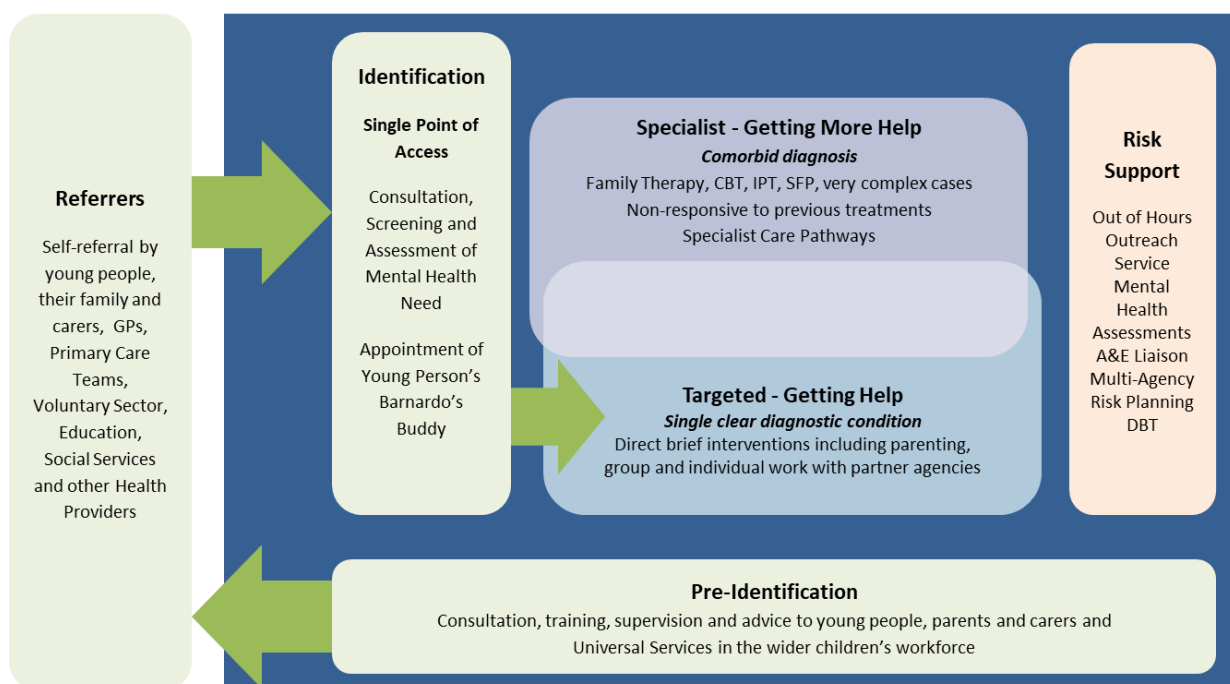 Referrers
Self-referral by
young people,
their family and
carers, GPs,
Primary Care
Teams,
Voluntary Sector,
Education,
Social Services
and other Health
Providers
Identification
Single Point of
Access
Consultation,
Screening and
Assessment of
Mental Health
Need
Appointment of
Young Person's
Barnardo's
Buddy
Specialist - Getting More Help
Comorbid diagnosis
Family Therapy, CBT, IPT, SFP, very complex cases
Non-responsive to previous treatments
Specialist Care Pathways
Targeted - Getting Help
Single clear diagnostic condition
Direct brief interventions including parenting,
group and individual work with partner agencies
Risk
Support
Out of Hours
Outreach
Service
Mental
Health
Assessments
A&E Liaison
Multi-Agency
Risk Planning
DBT
Pre-Identification
Consultation, training, supervision and advice to young people, parents and carers and
Universal Services in the wider children's workforce